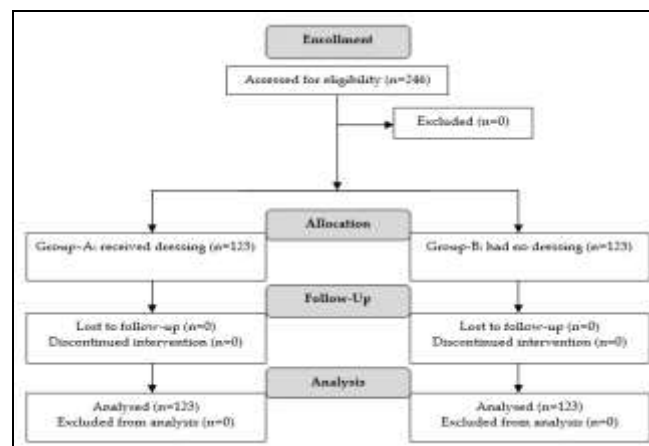 Enrollment
Assessed for eligibility (n=246)
Excluded (n=0)
Allocation
Group-A: received dressing (n=123)
Group-B: had no dressing (n=123)
Follow-Up
Lost to follow-up (n=0)
Discontinued intervention (n=0)
Lost to follow-up (n=0)
Discontinued intervention (n=0)
Analysis
Analysed (n=123)
Excluded from analysis (n=0)
Analysed (n=123)
Excluded from analysis (n=0)